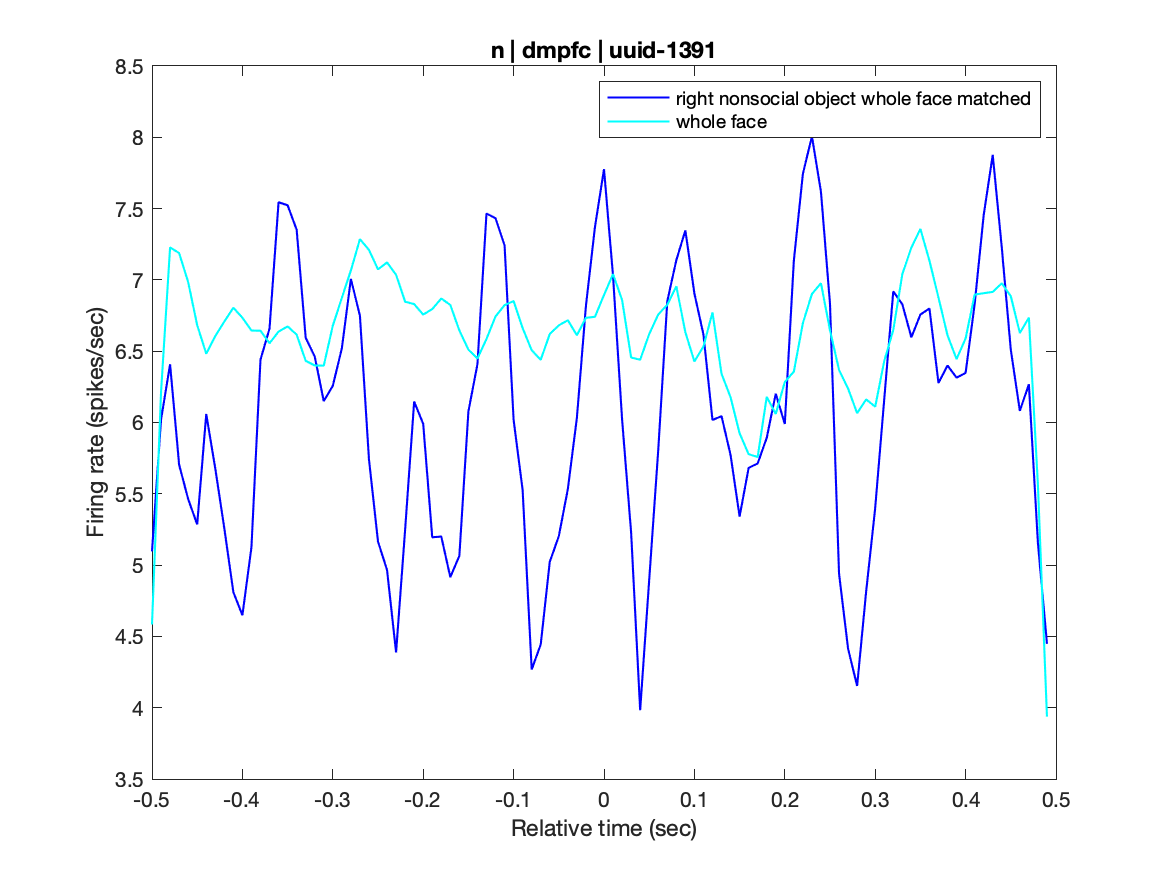 n | dmpfc | uuid-1391
8.5
8
7.5
7
6.5
6
5.5
5
4.5
4
3.5
Firing rate (spikes/sec)
right nonsocial object whole face matched
whole face
-0.5 -0.4 -0.3 -0.2 -0.1 0 0.1 0.2 0.3 0.4 0.5
Relative time (sec)